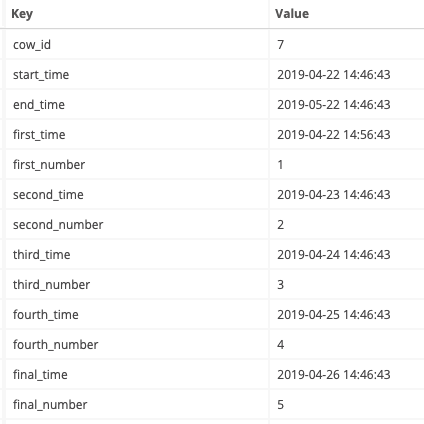 Key Value
cow_id 7
start_time 2019-04-22 14:46:43
end_time 2019-05-22 14:46:43
first_time 2019-04-22 14:56:43
first_number 1
second_time 2019-04-23 14:46:43
second_number 2
third_time 2019-04-24 14:46:43
third_number 3
fourth_time 2019-04-25 14:46:43
fourth_number 4
final_time 2019-04-26 14:46:43
final_number 5